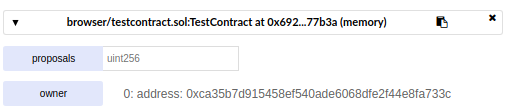 ▼ browser/testcontract.sol:TestContract at 0x692...77b3a (memory) ×
proposals uint256
owner 0: address: 0xca35b7d915458ef540ade6068dfe2f44e8fa733c